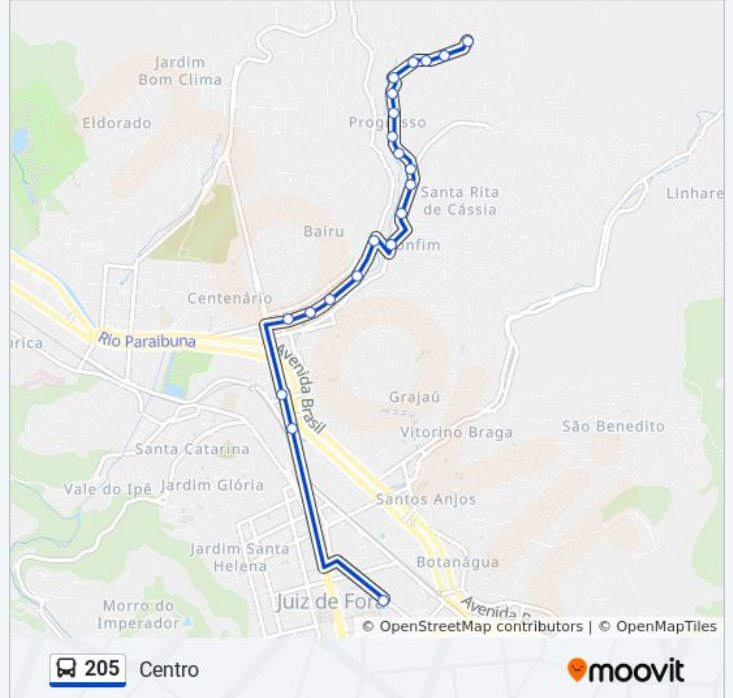 Jardim
Bom Clima
Eldorado
Progresso
Santa Rita
de Cássia
Linhare
Bairu
onfim
Centenário
Rio Paraibuna
arica
Avenida Brasil
Grajaú
Vitorino Braga
São Benedito
Santa Catarina
Vale do Ipê
Jardim Glória
Santos Anjos
Jardim Santa
Helena
Botanágua
Juiz de Fora
Morro do
Imperador
Avenida B
© OpenStreetMap contributors | © OpenMapTiles
205 Centro
moovit